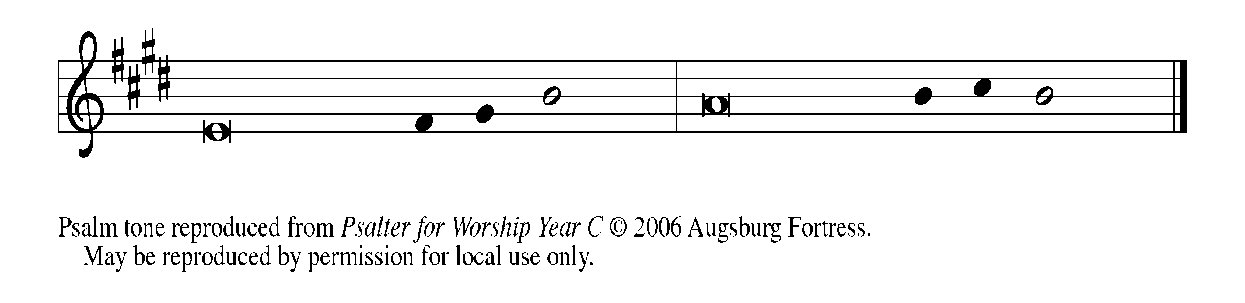 Psalm tone reproduced from Psalter for Worship Year C © 2006 Augsburg Fortress.
May be reproduced by permission for local use only.